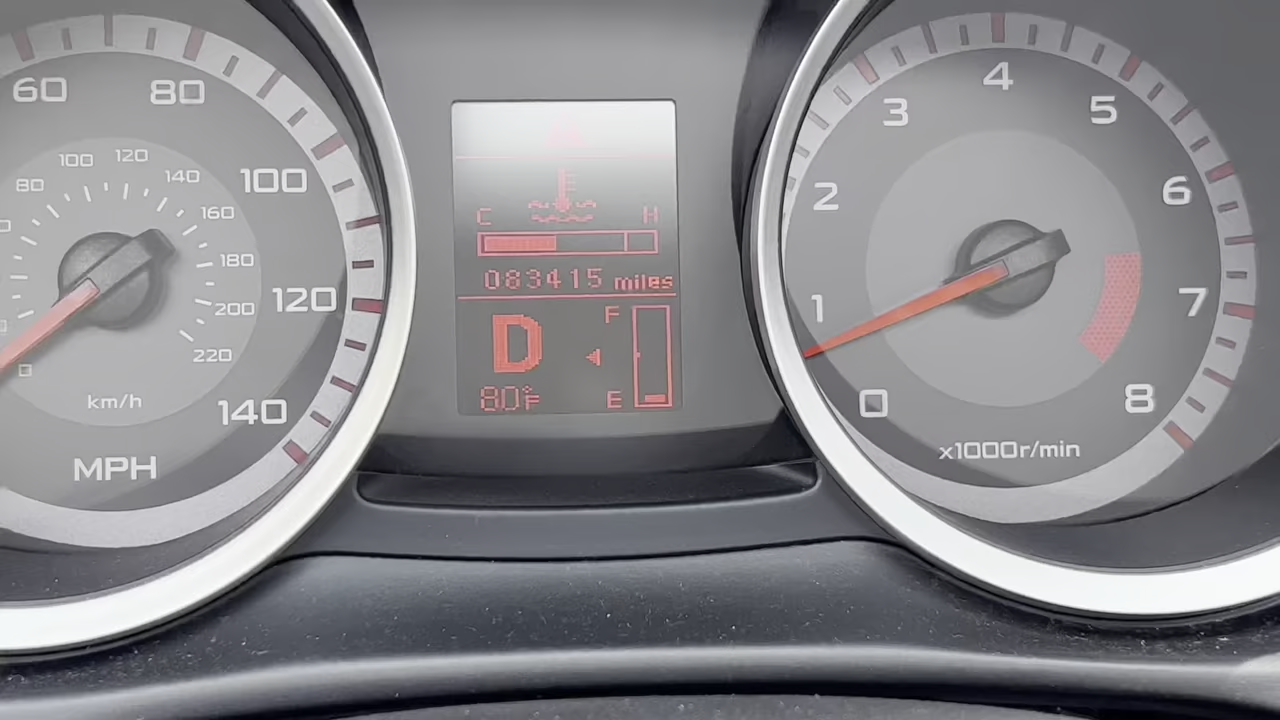 60 80 100 120 140
80 100 120 140 160 180 200 220
0
km/h
MPH
C H
083415 miles
D F
80°F E
0 1 2 3 4 5 6 7 8
x1000r/min